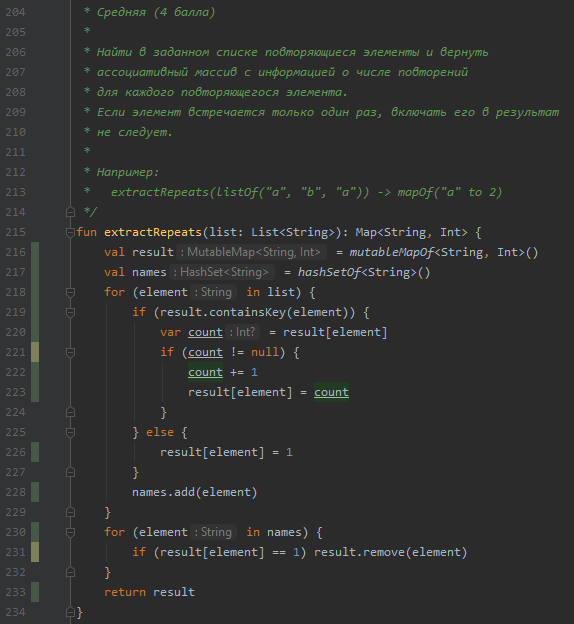 204 * Средняя (4 балла)
205 *
206 * Найти в заданном списке повторяющиеся элементы и вернуть
207 * ассоциативный массив с информацией о числе повторений
208 * для каждого повторяющегося элемента.
209 * Если элемент встречается только один раз, включать его в результат
210 * не следует.
211 *
212 * Например:
213 *   extractRepeats(listOf("a", "b", "a")) -> mapOf("a" to 2)
214 */
215 fun extractRepeats(list: List<String>): Map<String, Int> {
216     val result : MutableMap<String, Int> = mutableMapOf<String, Int>()
217     val names : HashSet<String> = hashSetOf<String>()
218     for (element : String in list) {
219         if (result.containsKey(element)) {
220             var count : Int? = result[element]
221             if (count != null) {
222                 count += 1
223                 result[element] = count
224             }
225         } else {
226             result[element] = 1
227         }
228         names.add(element)
229     }
230     for (element : String in names) {
231         if (result[element] == 1) result.remove(element)
232     }
233     return result
234 }